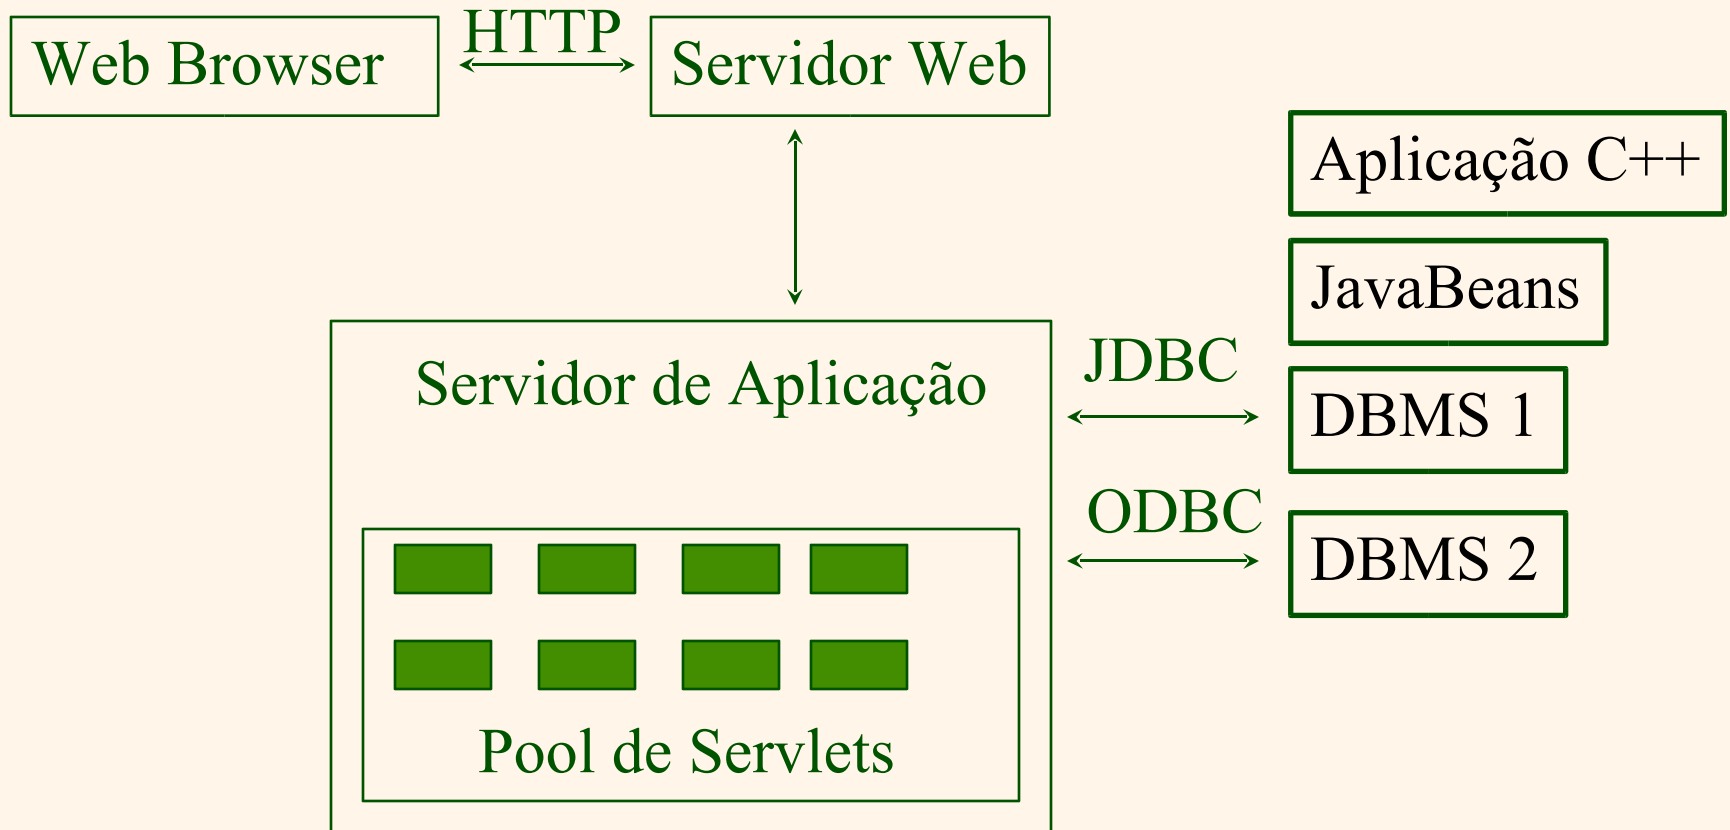 Web Browser
HTTP
Servidor Web
Aplicação C++
JavaBeans
Servidor de Aplicação
JDBC
DBMS 1
ODBC
DBMS 2
Pool de Servlets